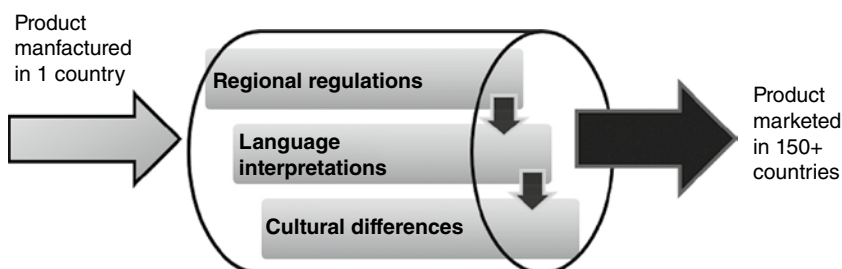 Product
manfactured
in 1 country
Regional regulations
Language
interpretations
Cultural differences
Product
marketed
in 150+
countries